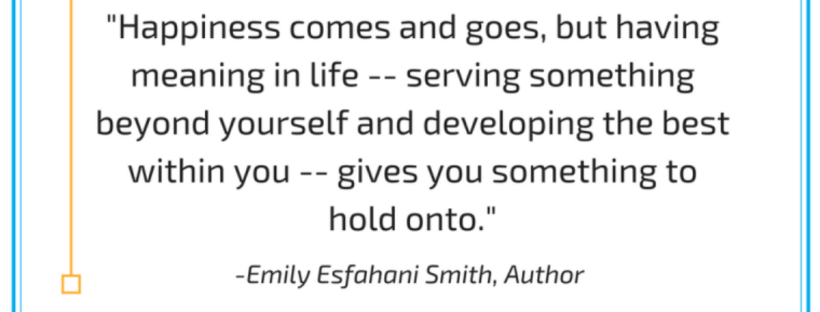 "Happiness comes and goes, but having
meaning in life -- serving something
beyond yourself and developing the best
within you -- gives you something to
hold onto."
-Emily Esfahani Smith, Author